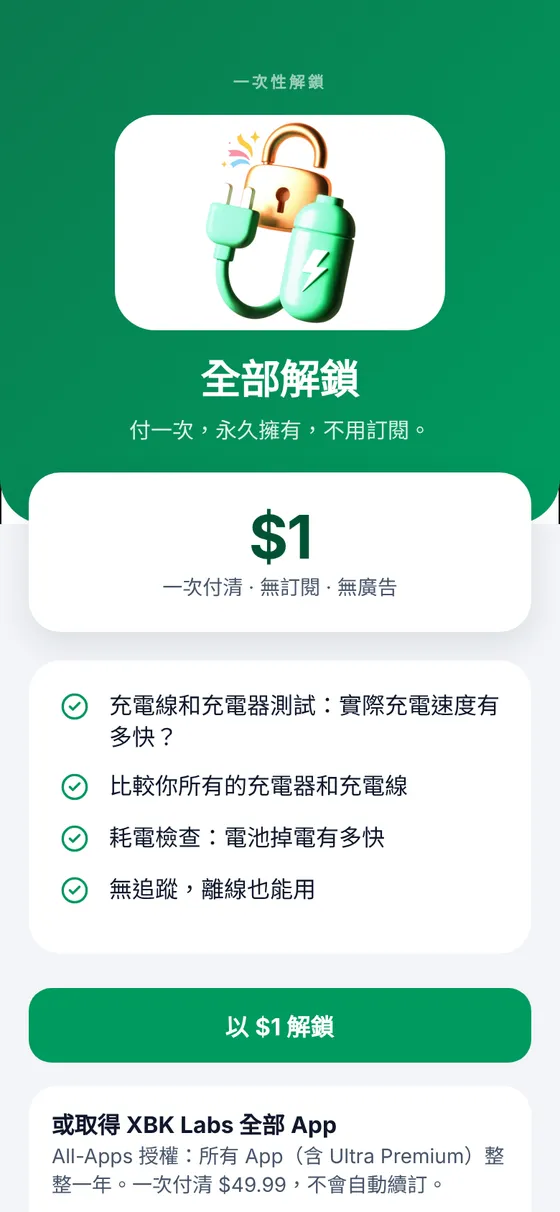 一次性解鎖
全部解鎖
付一次，永久擁有，不用訂閱。
$1
一次付清 · 無訂閱 · 無廣告
充電線和充電器測試：實際充電速度有
多快？
比較你所有的充電器和充電線
耗電檢查：電池掉電有多快
無追蹤，離線也能用
以 $1 解鎖
或取得 XBK Labs 全部 App
All-Apps 授權：所有 App（含 Ultra Premium）整
整一年。一次付清 $49.99，不會自動續訂。